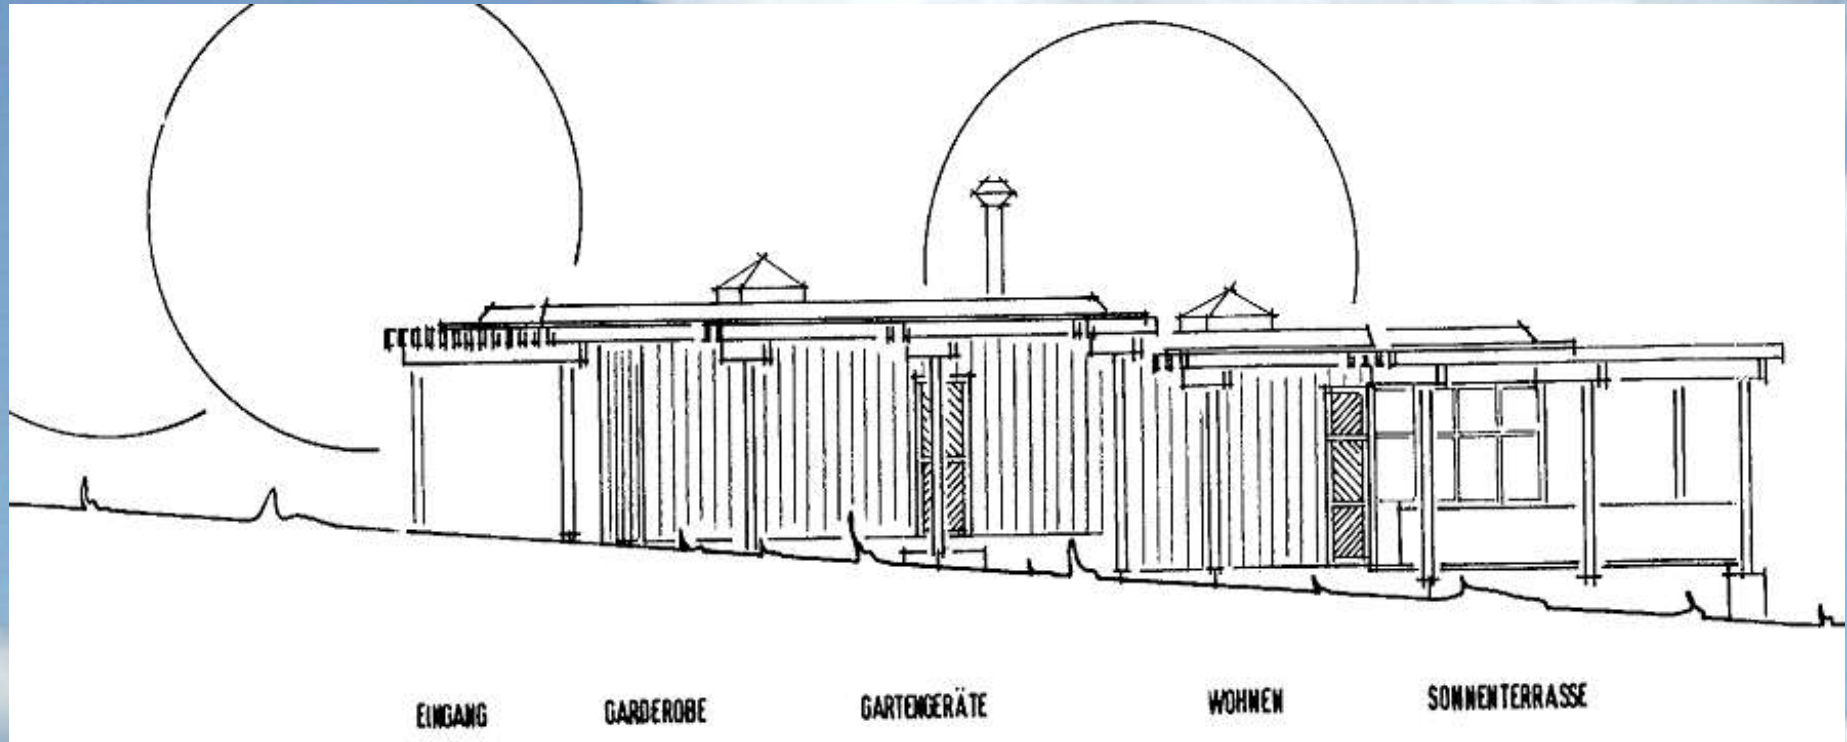 EINGANG
GARDEROBE
GARTENGERÄTE
WOHNEN
SONNENTERRASSE